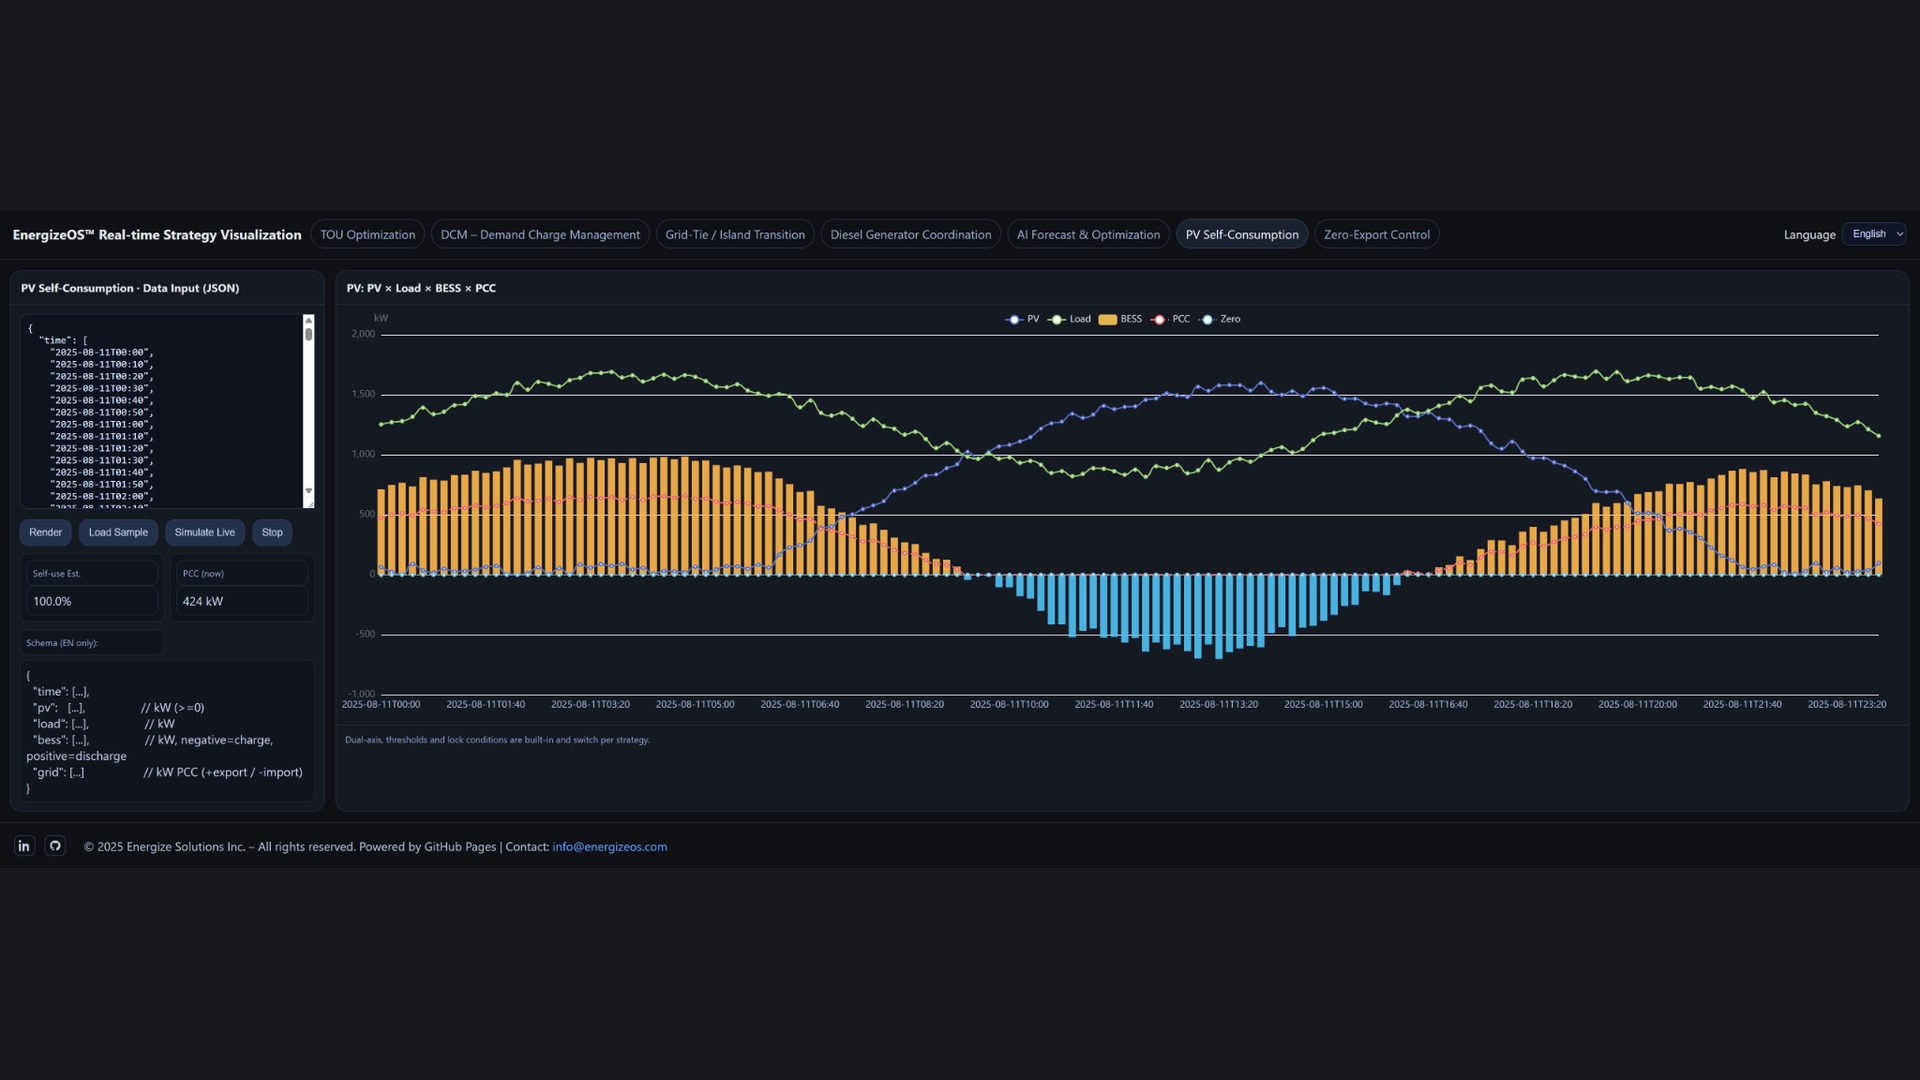 EnergizeOS™ Real-time Strategy Visualization
TOU Optimization
DCM – Demand Charge Management
Grid-Tie / Island Transition
Diesel Generator Coordination
AI Forecast & Optimization
PV Self-Consumption
Zero-Export Control
Language
English
PV Self-Consumption · Data Input (JSON)
{
"time": [
"2025-08-11T00:00",
"2025-08-11T00:10",
"2025-08-11T00:20",
"2025-08-11T00:30",
"2025-08-11T00:40",
"2025-08-11T00:50",
"2025-08-11T01:00",
"2025-08-11T01:10",
"2025-08-11T01:20",
"2025-08-11T01:30",
"2025-08-11T01:40",
"2025-08-11T01:50",
"2025-08-11T02:00",
Render
Load Sample
Simulate Live
Stop
Self-use Est.
100.0%
PCC (now)
424 kW
Schema (EN only):
{
"time": [...],
"pv": [...], // kW (>=0)
"load": [...], // kW
"bess": [...], // kW, negative=charge,
positive=discharge
"grid": [...] // kW PCC (+export / -import)
}
PV: PV × Load × BESS × PCC
kW
PV
Load
BESS
PCC
Zero
2,000
1,500
1,000
500
0
-500
-1,000
2025-08-11T00:00
2025-08-11T01:40
2025-08-11T03:20
2025-08-11T05:00
2025-08-11T06:40
2025-08-11T08:20
2025-08-11T10:00
2025-08-11T11:40
2025-08-11T13:20
2025-08-11T15:00
2025-08-11T16:40
2025-08-11T18:20
2025-08-11T20:00
2025-08-11T21:40
2025-08-11T23:20
Dual-axis, thresholds and lock conditions are built-in and switch per strategy.
in
© 2025 Energize Solutions Inc. – All rights reserved. Powered by GitHub Pages | Contact: info@energizeos.com